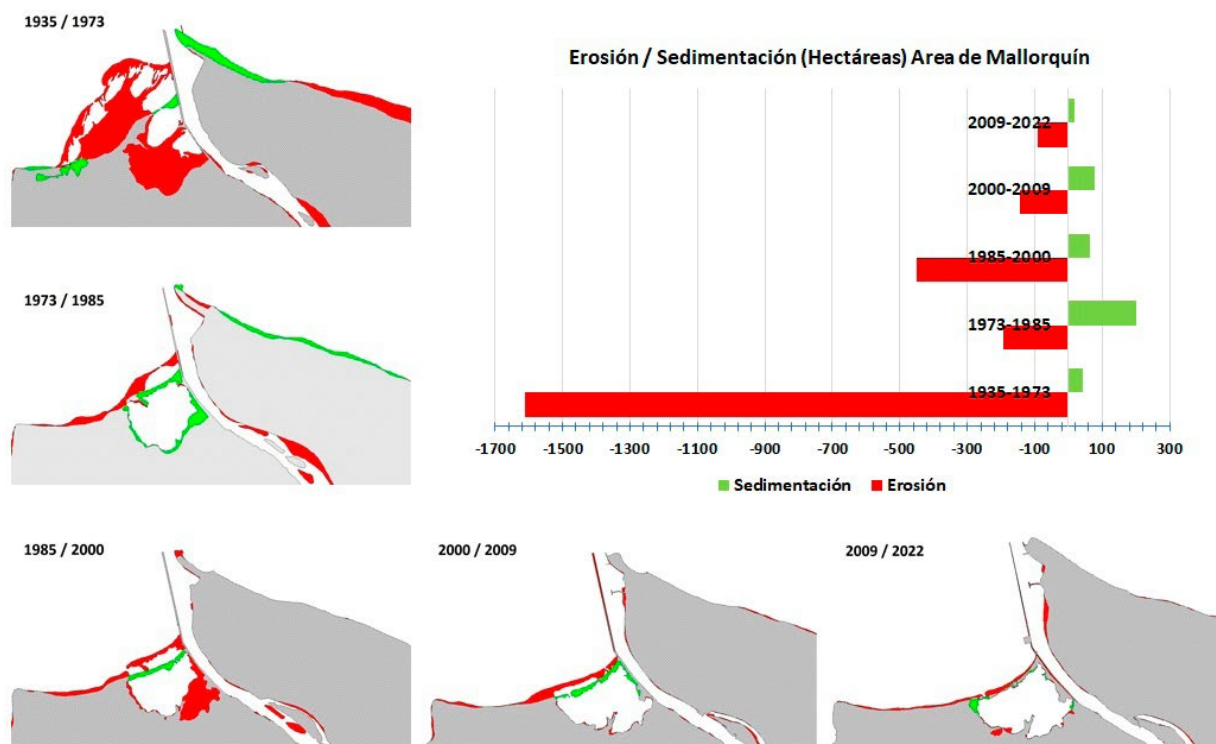 1935 / 1973
Erosión / Sedimentación (Hectáreas) Area de Mallorquín
2009-2022
2000-2009
1985-2000
1973-1985
1935-1973
-1700 -1500 -1300 -1100 -900 -700 -500 -300 -100 100 300
Sedimentación Erosión
1973 / 1985
1985 / 2000
2000 / 2009
2009 / 2022